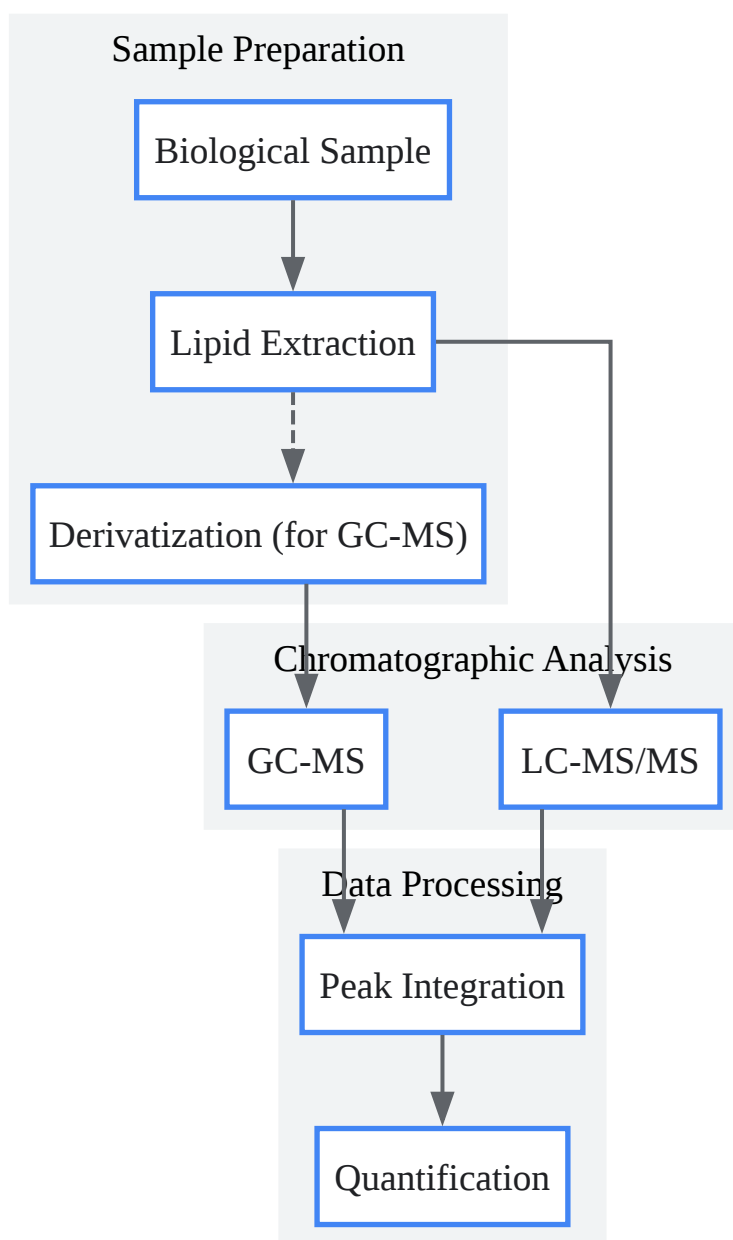 Sample Preparation
Biological Sample
Lipid Extraction
Derivatization (for GC-MS)
Chromatographic Analysis
GC-MS
LC-MS/MS
Data Processing
Peak Integration
Quantification